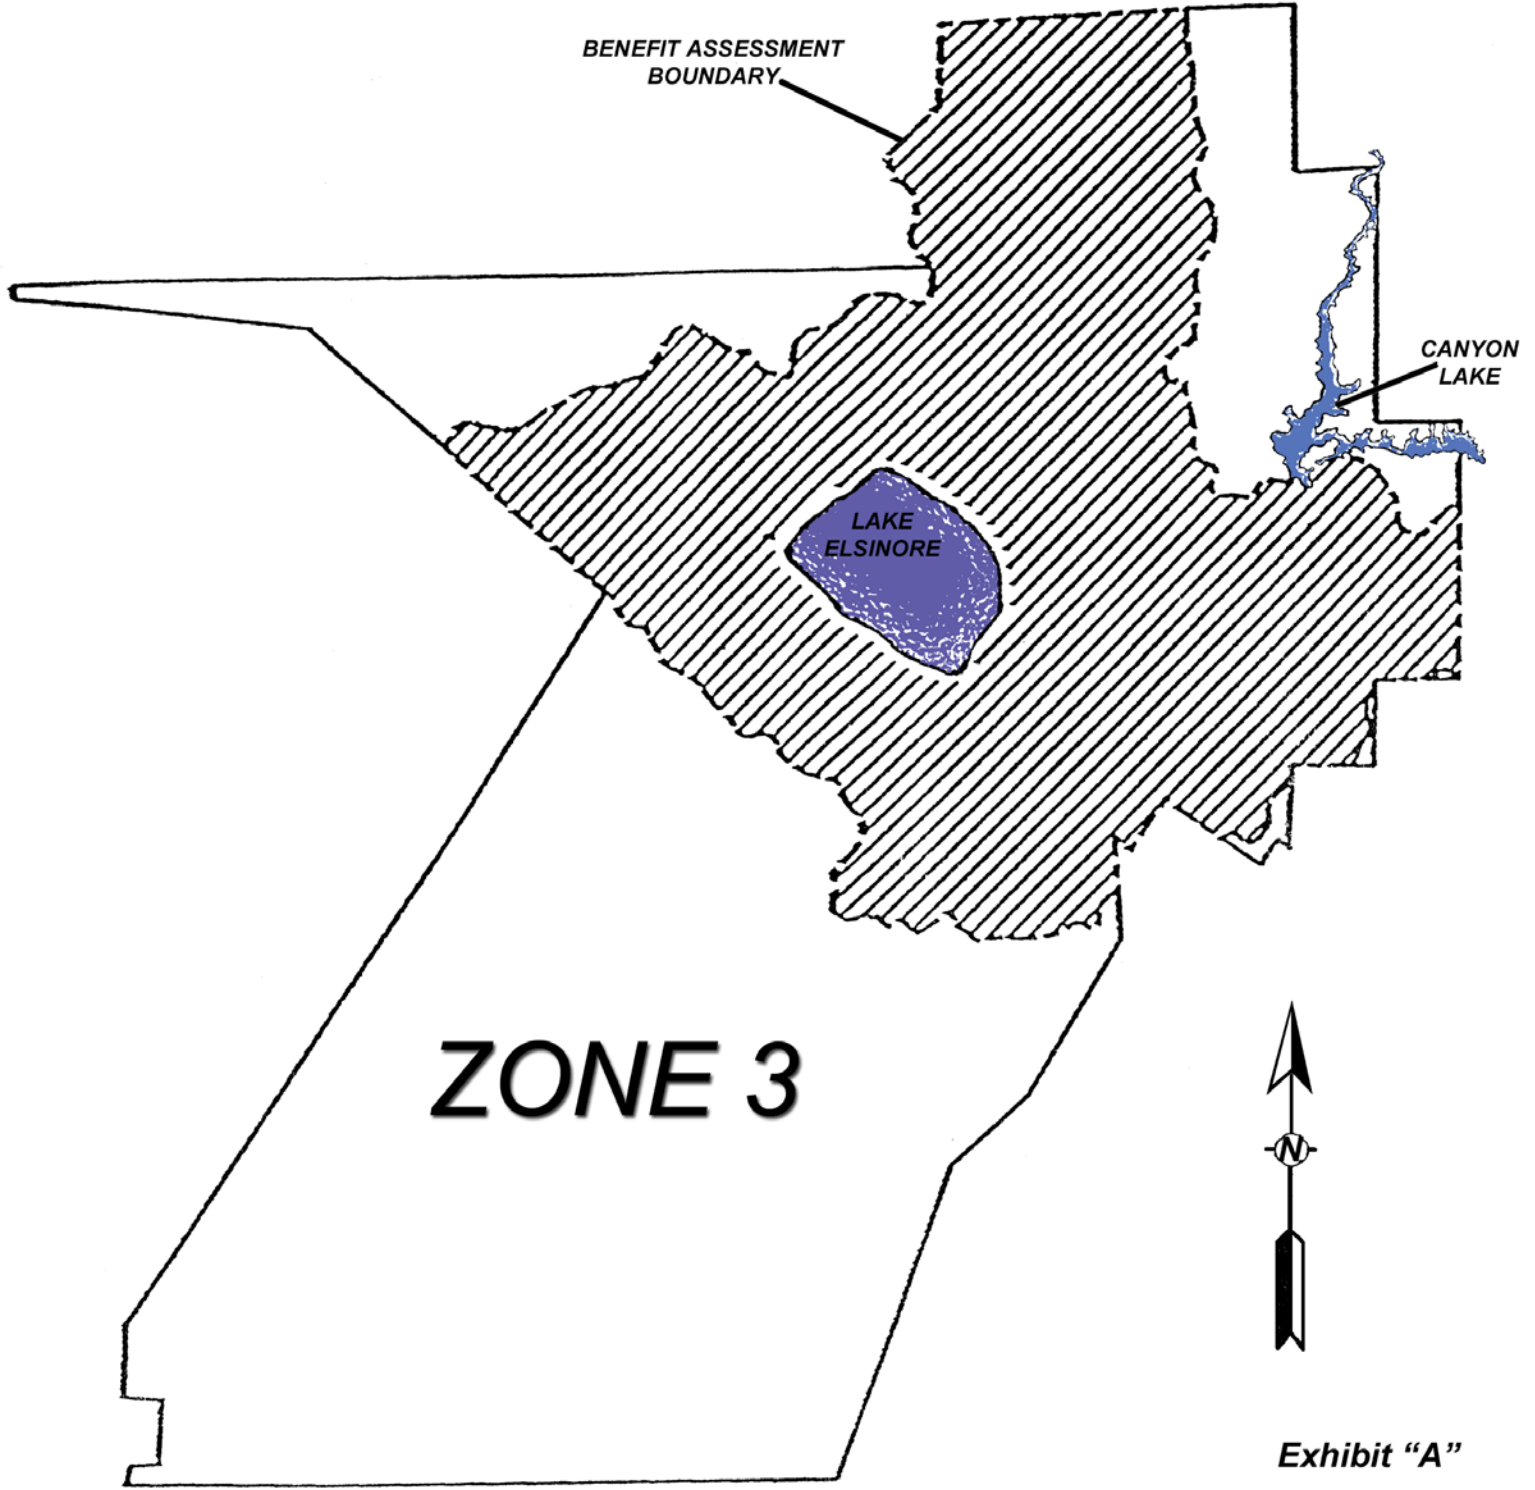 BENEFIT ASSESSMENT
BOUNDARY
CANYON
LAKE
LAKE
ELSINORE
ZONE 3
N
Exhibit “A”